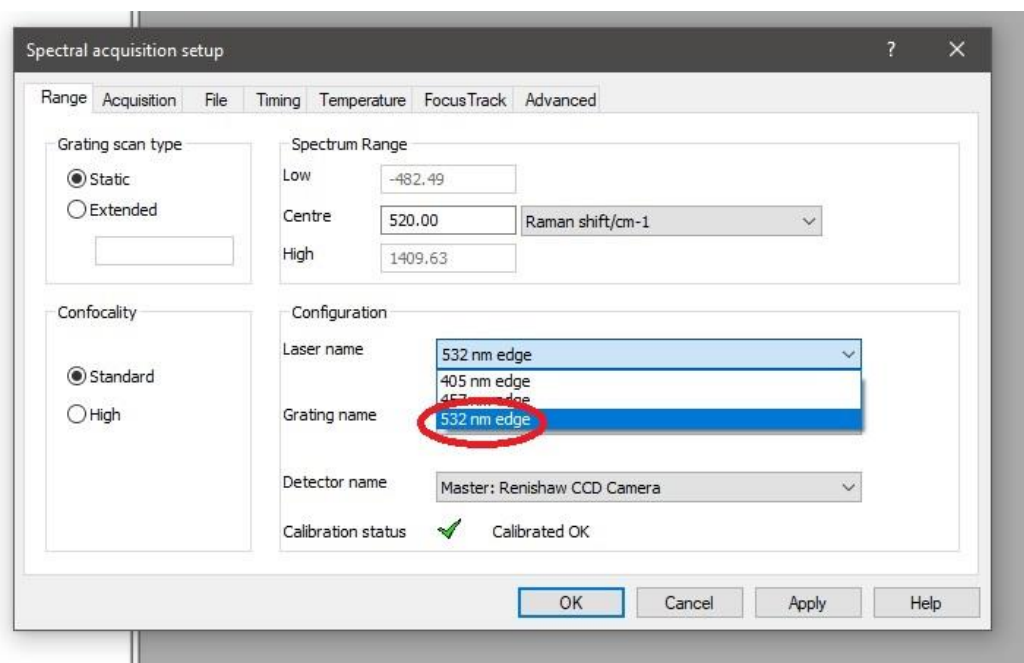 Spectral acquisition setup ? ×
Range Acquisition File Timing Temperature FocusTrack Advanced
Grating scan type
Static
Extended
Spectrum Range
Low -482.49
Centre 520.00 Raman shift/cm-1
High 1409.63
Confocality
Standard
High
Configuration
Laser name 532 nm edge
405 nm edge
457 nm edge
532 nm edge
Grating name
Detector name Master: Renishaw CCD Camera
Calibration status Calibrated OK
OK Cancel Apply Help